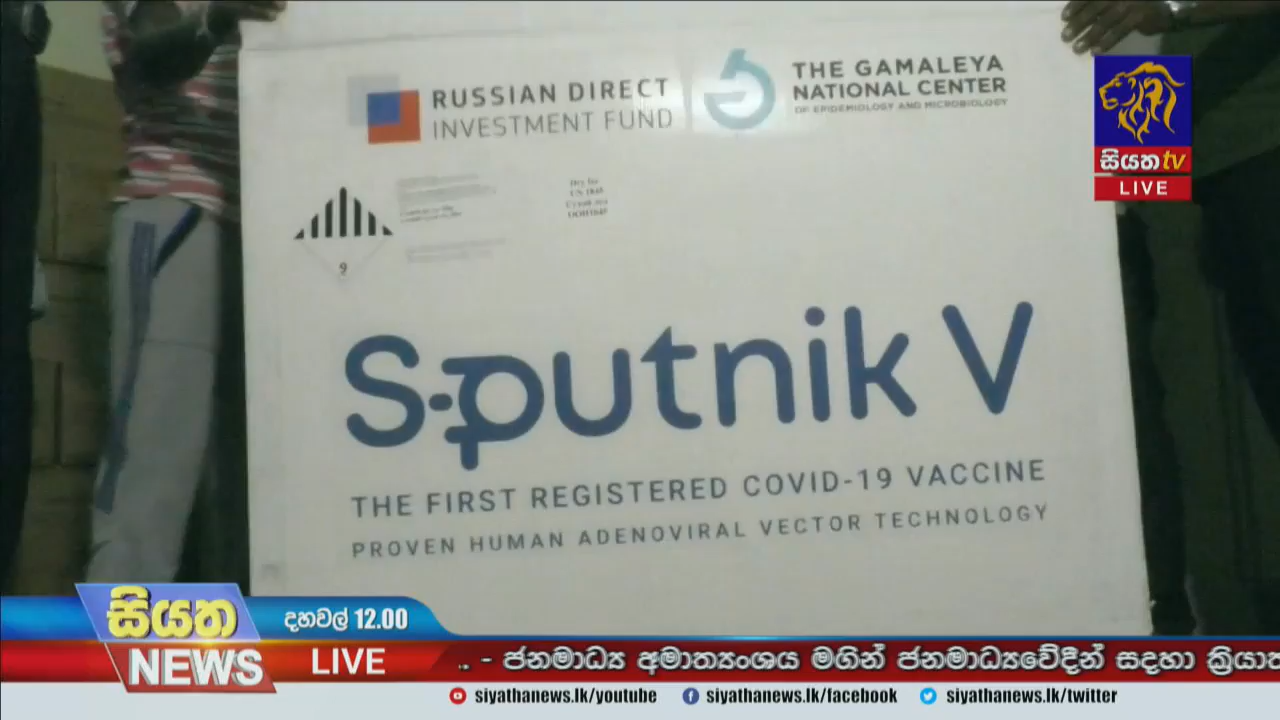 RUSSIAN DIRECT
INVESTMENT FUND
THE GAMALEYA
NATIONAL CENTER
OF EPIDEMIOLOGY AND MICROBIOLOGY
සියත tv
LIVE
9
Sputnik V
THE FIRST REGISTERED COVID-19 VACCINE
PROVEN HUMAN ADENOVIRAL VECTOR TECHNOLOGY
සියත
NEWS
දහවල් 12.00
LIVE
.. - ජනමාධ්‍ය අමාත්‍යංශය මගින් ජනමාධ්‍යවේදීන් සදහා
siyathanews.lk/youtube
siyathanews.lk/facebook
siyathanews.lk/twitter